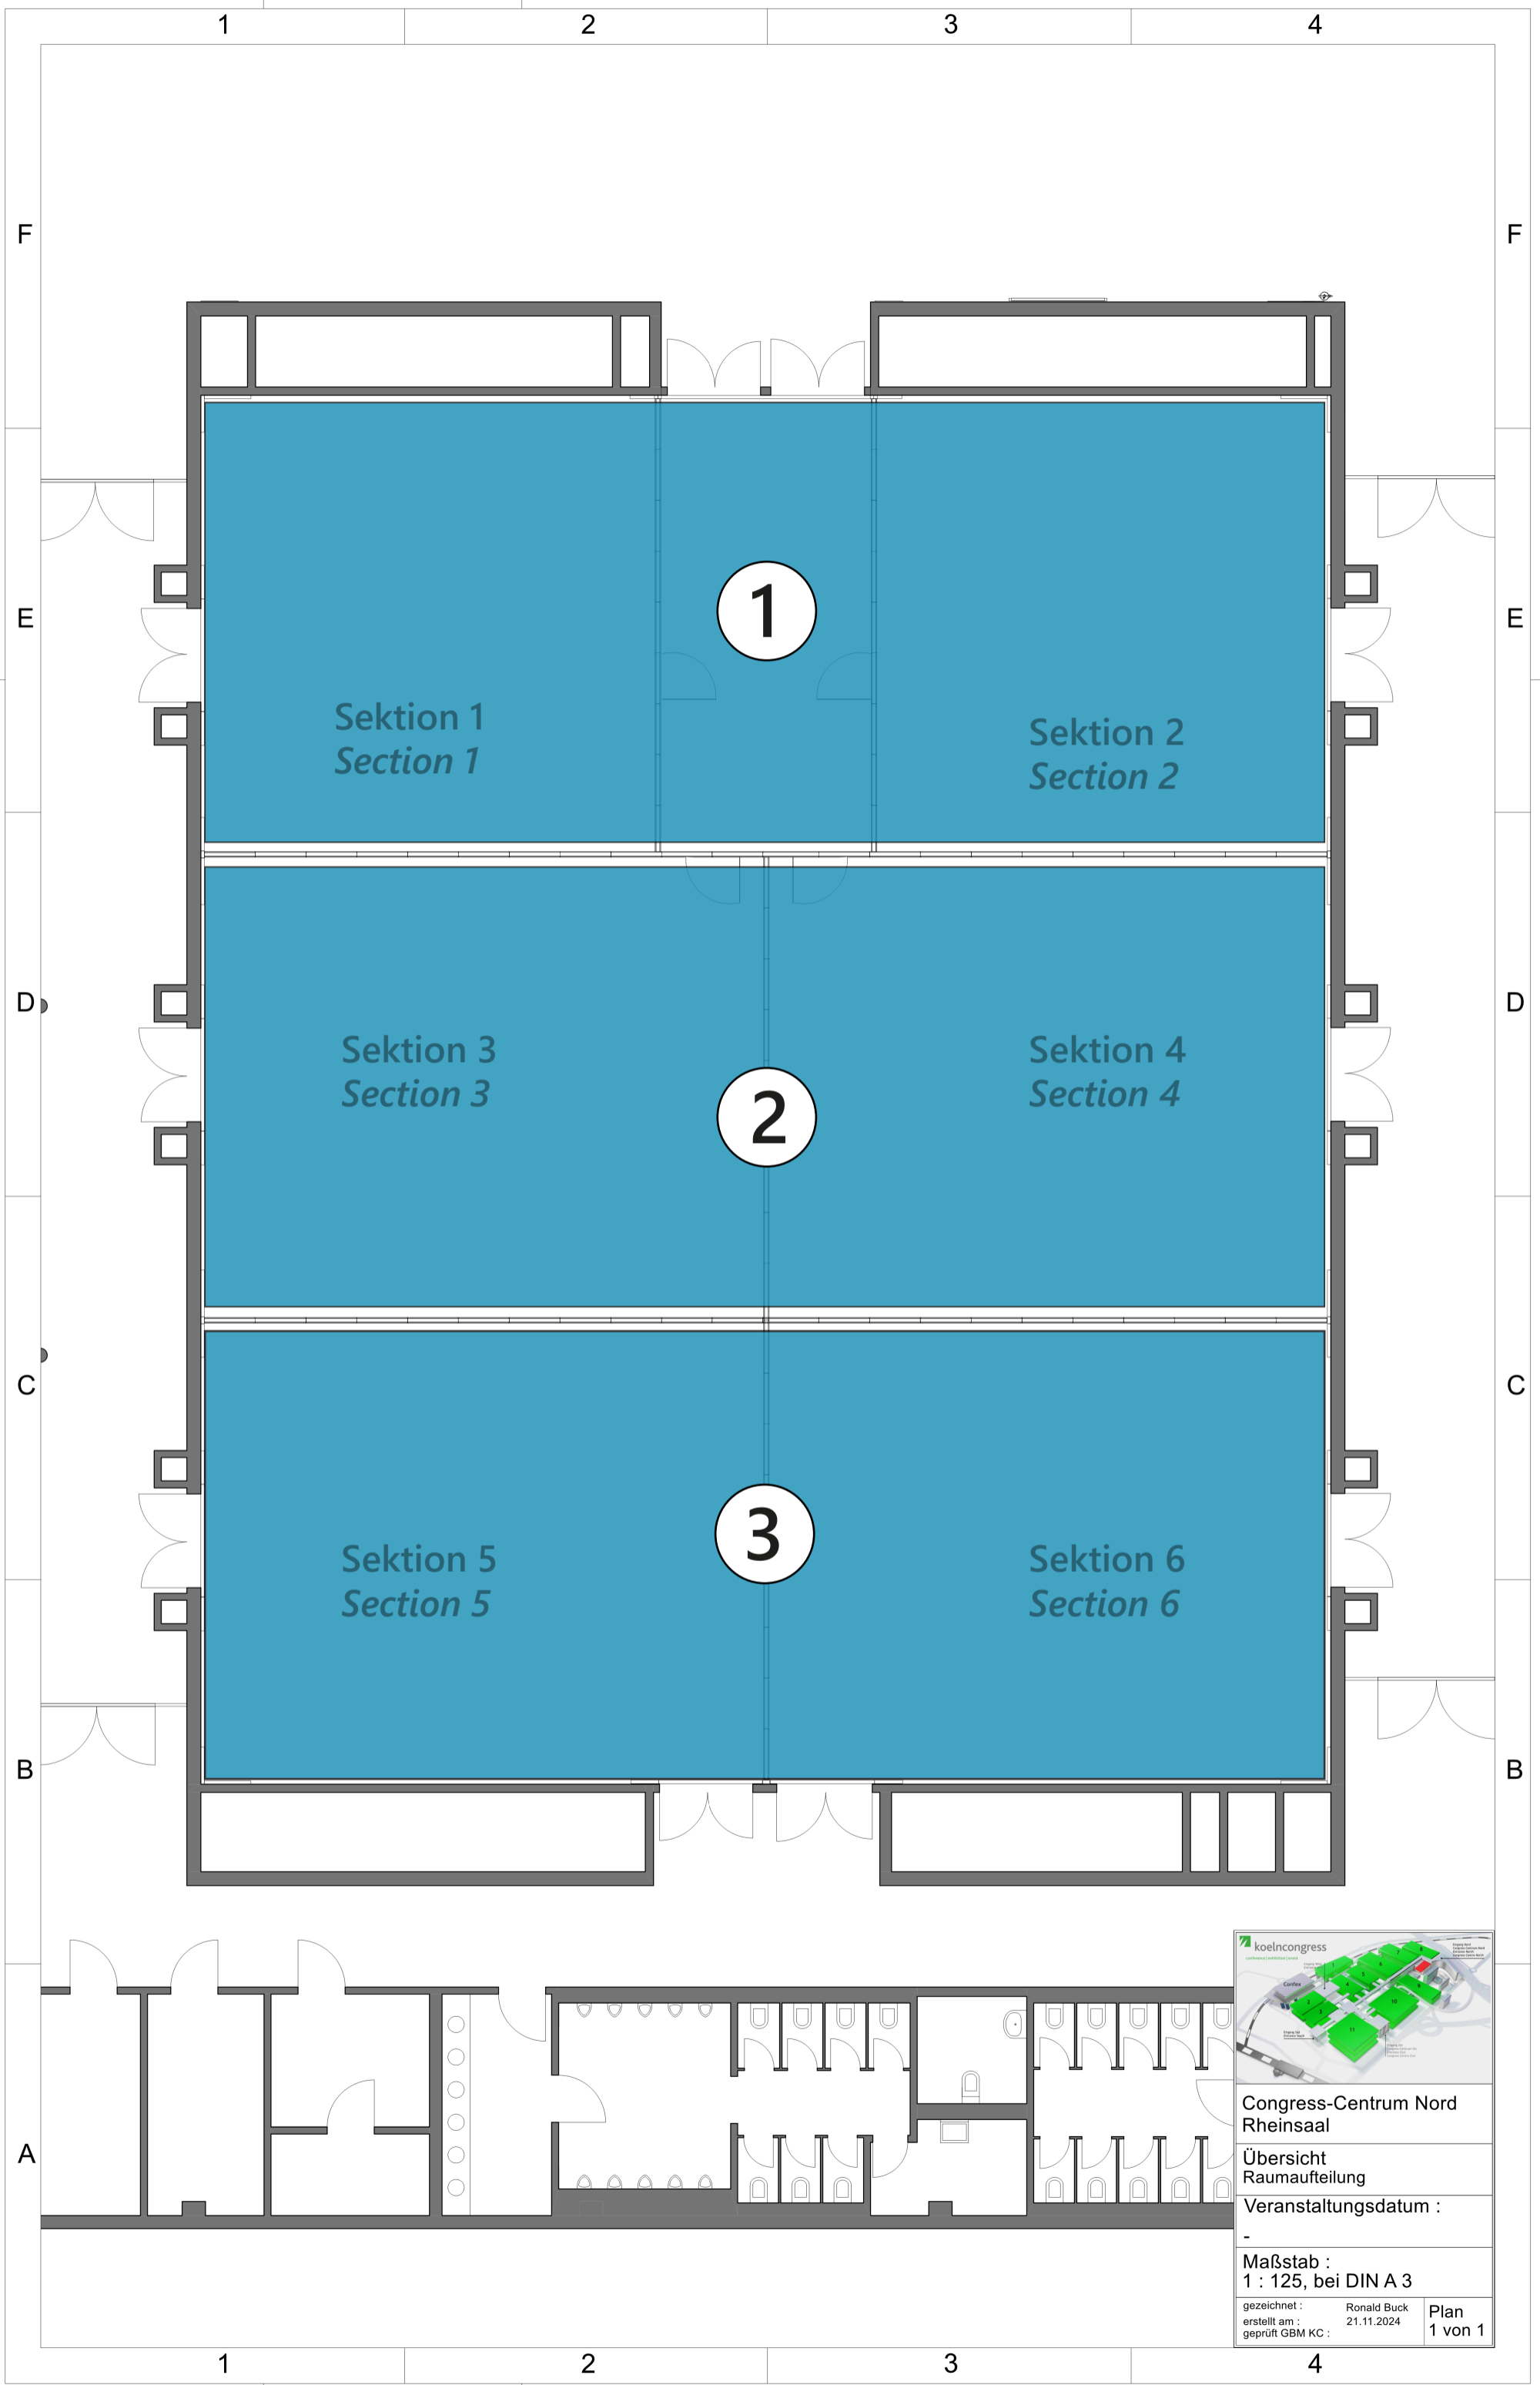 1 2 3 4
F F
E E
1
Sektion 1
Section 1
Sektion 2
Section 2
D D
Sektion 3
Section 3
Sektion 4
Section 4
2
C C
3
Sektion 5
Section 5
Sektion 6
Section 6
B B
koelncongress
Confex
11
10
Congress-Centrum Nord
Rheinsaal
A
Übersicht
Raumaufteilung
Veranstaltungsdatum :
-
Maßstab :
1 : 125, bei DIN A 3
gezeichnet : Ronald Buck
erstellt am : 21.11.2024
geprüft GBM KC :
Plan
1 von 1
1 2 3 4